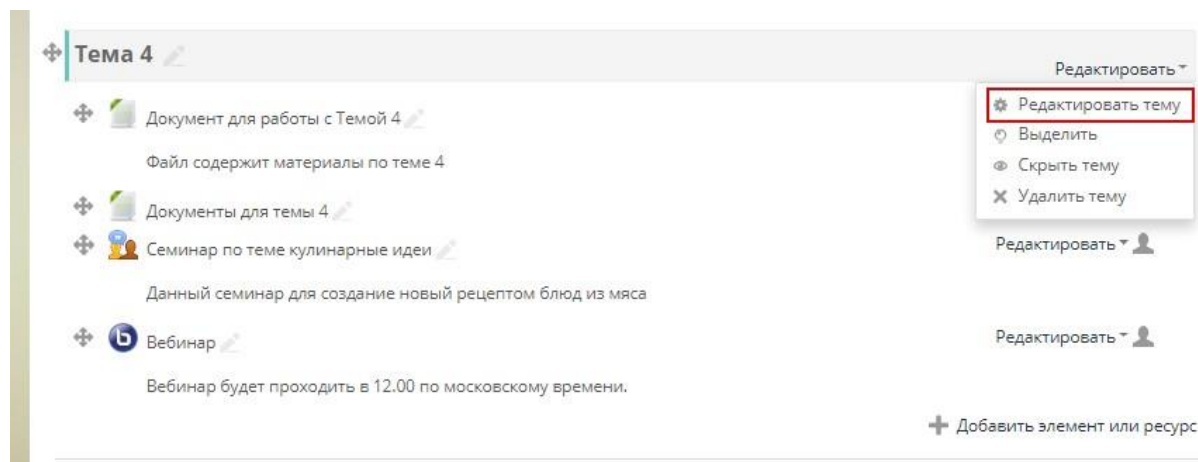 Тема 4
Редактировать
Редактировать тему
Выделить
Скрыть тему
Удалить тему
Документ для работы с Темой 4
Файл содержит материалы по теме 4
Документы для темы 4
Семинар по теме кулинарные идеи
Редактировать
Данный семинар для создание новый рецептом блюд из мяса
Вебинар
Редактировать
Вебинар будет проходить в 12.00 по московскому времени.
Добавить элемент или ресурс